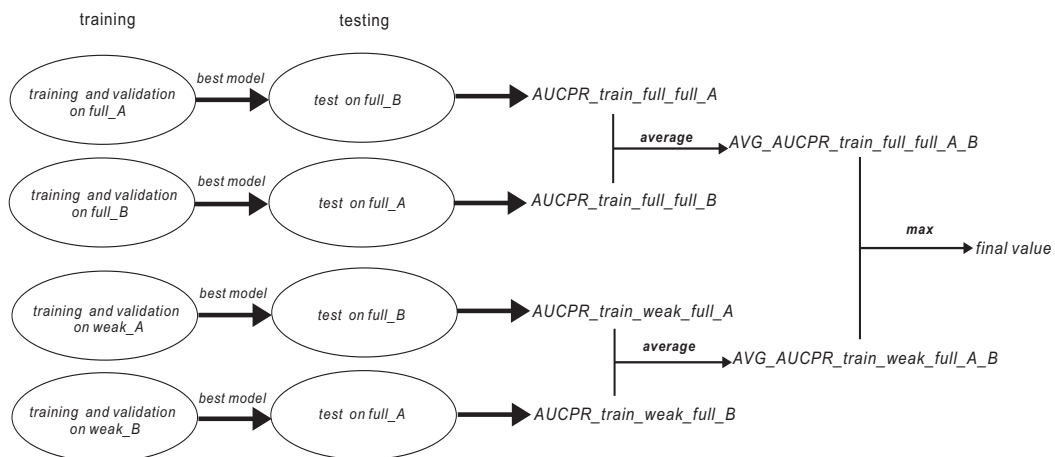 training
testing
training and validation
on full_A
best model
test on full_B
AUCPR_train_full_full_A
average
AVG_AUCPR_train_full_full_A_B
training and validation
on full_B
best model
test on full_A
AUCPR_train_full_full_B
max
final value
training and validation
on weak_A
best model
test on full_B
AUCPR_train_weak_full_A
average
AVG_AUCPR_train_weak_full_A_B
training and validation
on weak_B
best model
test on full_A
AUCPR_train_weak_full_B